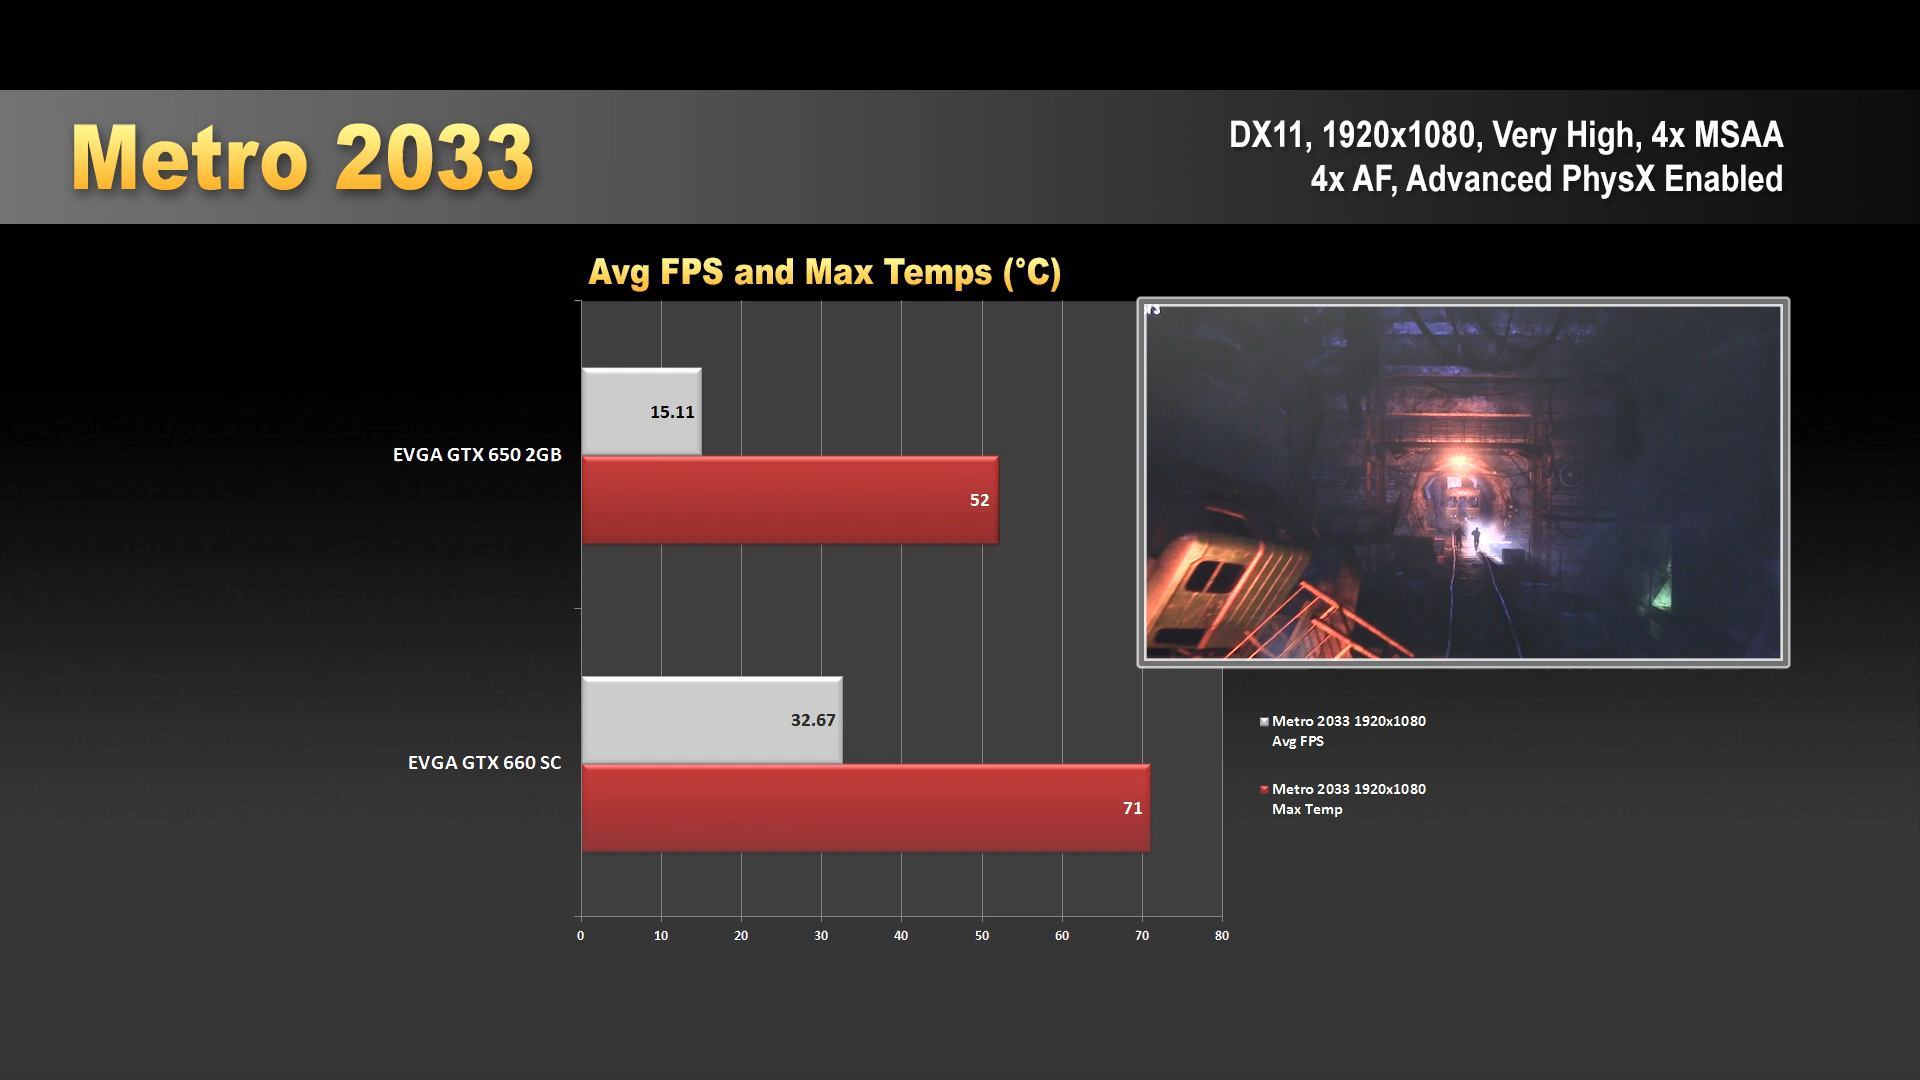 Metro 2033
DX11, 1920x1080, Very High, 4x MSAA
4x AF, Advanced PhysX Enabled
Avg FPS and Max Temps (°C)
15.11
EVGA GTX 650 2GB
52
32.67
EVGA GTX 660 SC
71
Metro 2033 1920x1080
Avg FPS
Metro 2033 1920x1080
Max Temp
0 10 20 30 40 50 60 70 80